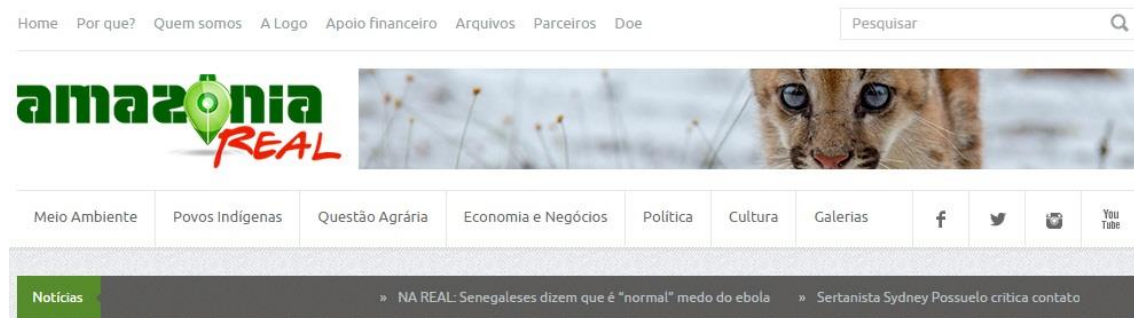 Home Por que? Quem somos A Logo Apoio financeiro Arquivos Parceiros Doe Pesquisar
amazônia
REAL
Meio Ambiente Povos Indígenas Questão Agrária Economia e Negócios Política Cultura Galerias f You Tube
Notícias » NA REAL: Senegaleses dizem que é “normal” medo do ebola » Sertanista Sydney Possuelo critica contato